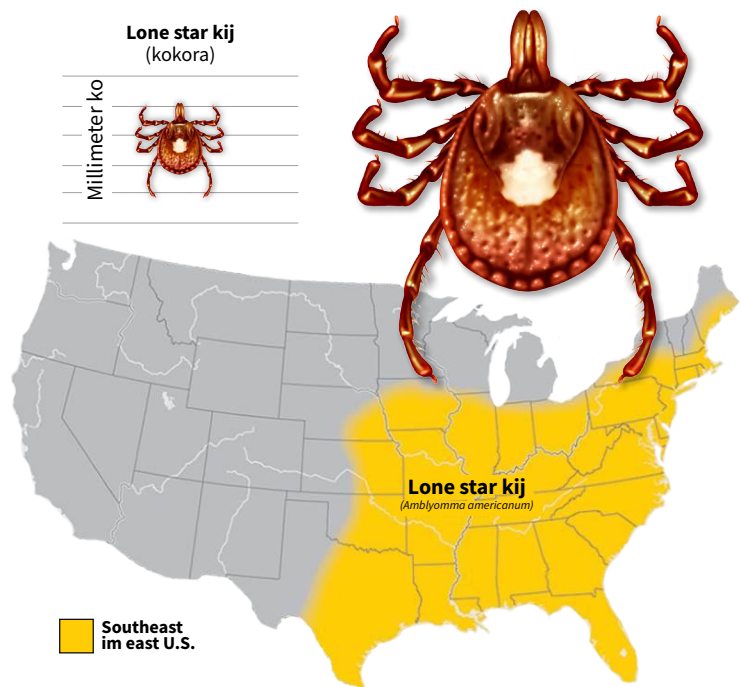 Lone star kij
(kokora)
Millimeter ko
Lone star kij
(Amblyomma americanum)
Southeast
im east U.S.